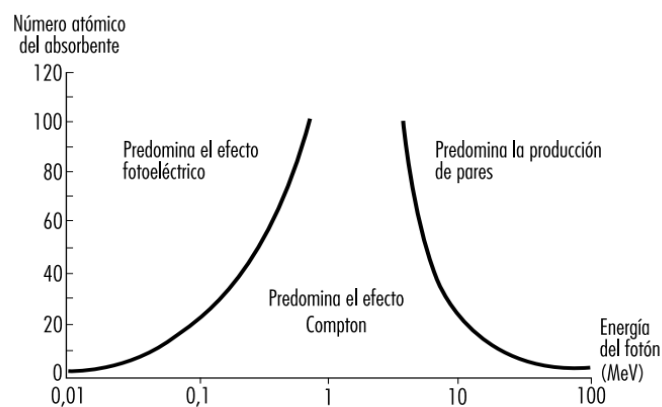 Número atómico
del absorbente
120
100
80
60
40
20
0
Predomina el efecto
fotoeléctrico
Predomina la producción
de pares
Predomina el efecto
Compton
Energía
del fotón
(MeV)
0,01
0,1
1
10
100